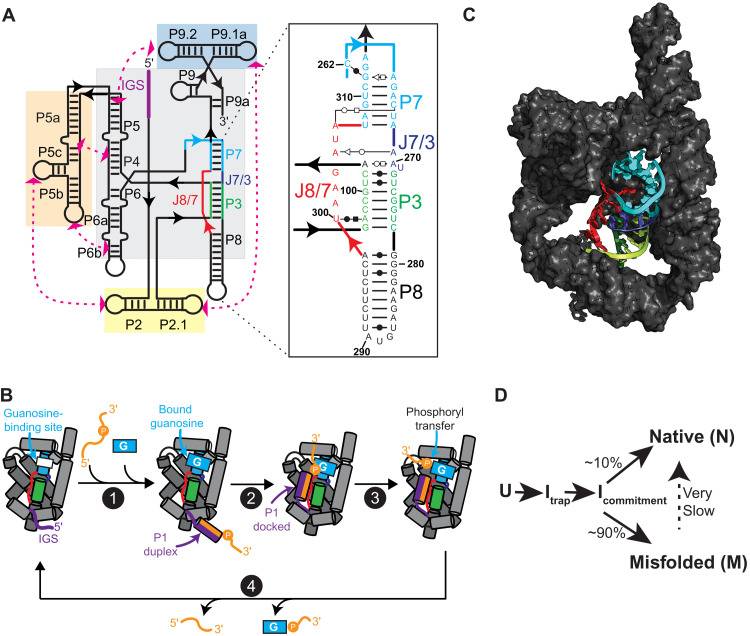 A
P9.2 P9.1a
5'
IGS
P9
P9a
3'
P5a
P5
P5c
P4
P7
J7/3
P5b
P6
J8/7
P3
P6a
P8
P6b
P2 P2.1
262
C
310
P7
J7/3
270
A
U
A
G
A
A
U
J8/7
100
P3
300
280
P8
290
C
B
Guanosine-
binding site
3'
P
G
5'
Bound
guanosine
G
3'
P
G
Phosphoryl
transfer
3'
P
G
1
2
3
5'
IGS
P1
duplex
P
3'
P1
docked
4
5'
3'
G
P
3'
D
Native (N)
~10%
U
I trap
I commitment
Very
Slow
~90%
Misfolded (M)